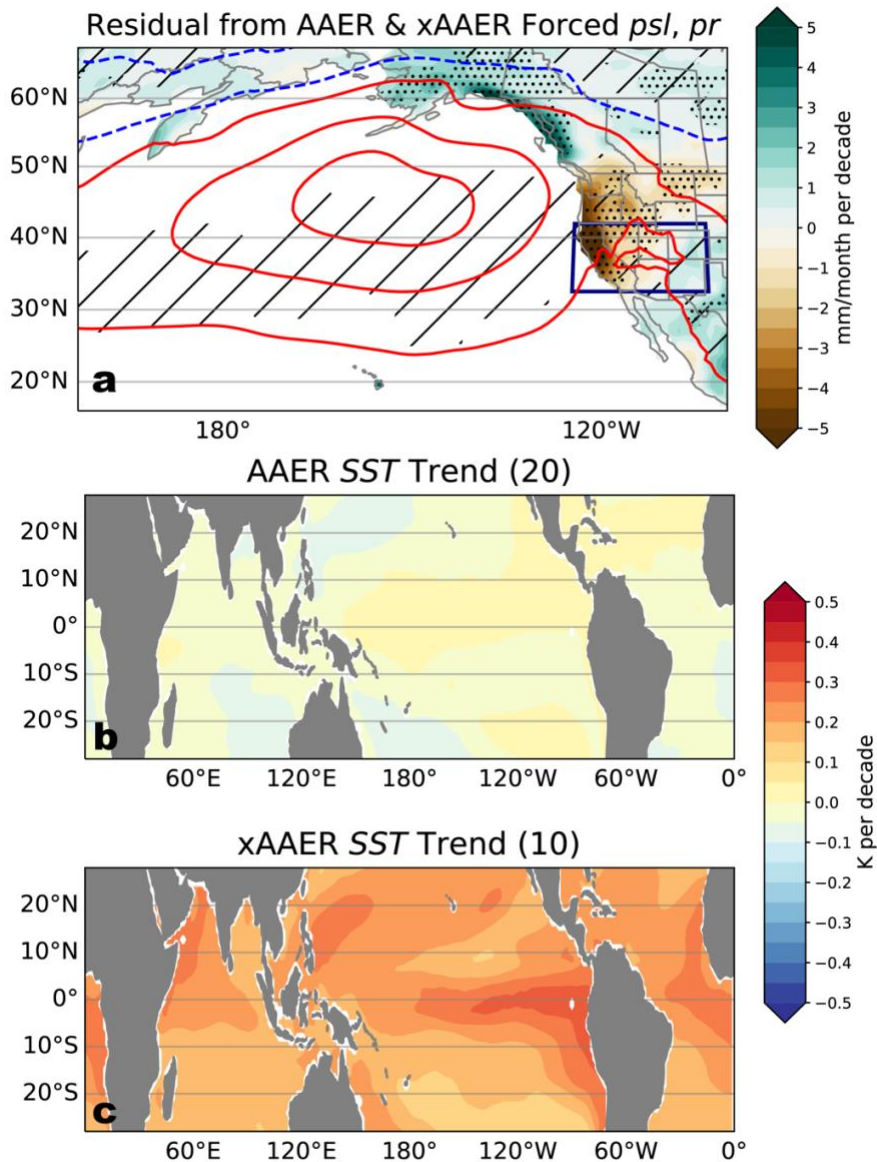 Residual from AAER & xAAER Forced psl, pr
60°N
50°N
40°N
30°N
20°N
a
180°
120°W
5
4
3
2
1
0
−1
−2
−3
−4
−5
mm/month per decade
AAER SST Trend (20)
20°N
10°N
0°
10°S
20°S
b
60°E
120°E
180°
120°W
60°W
0°
0.5
0.4
0.3
0.2
0.1
0.0
−0.1
−0.2
−0.3
−0.4
−0.5
K per decade
xAAER SST Trend (10)
20°N
10°N
0°
10°S
20°S
c
60°E
120°E
180°
120°W
60°W
0°